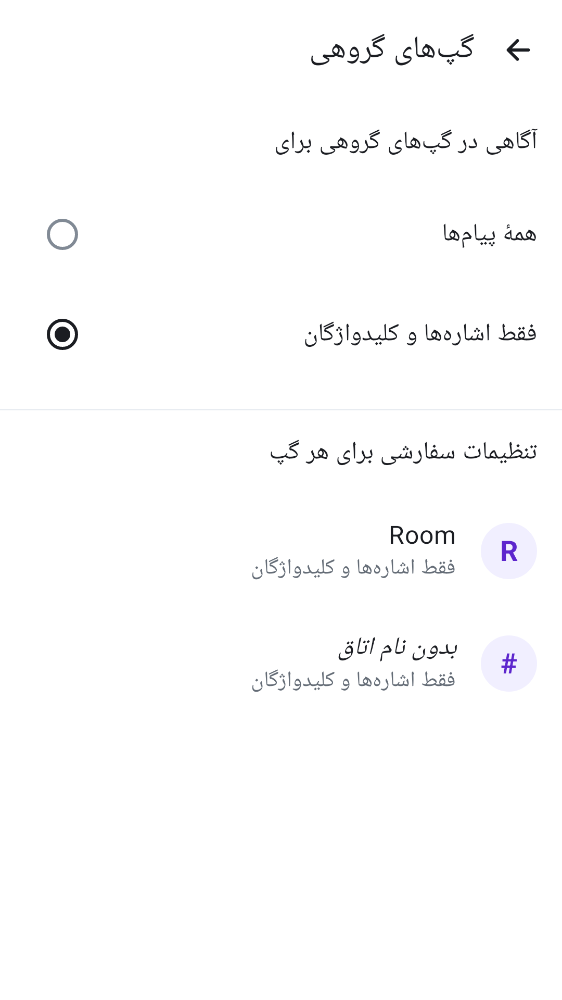 گپ‌های گروهی
آگاهی در گپ‌های گروهی برای
همهٔ پیام‌ها
فقط اشاره‌ها و کلیدواژگان
تنظیمات سفارشی برای هر گپ
R
Room
فقط اشاره‌ها و کلیدواژگان
#
بدون نام اتاق
فقط اشاره‌ها و کلیدواژگان